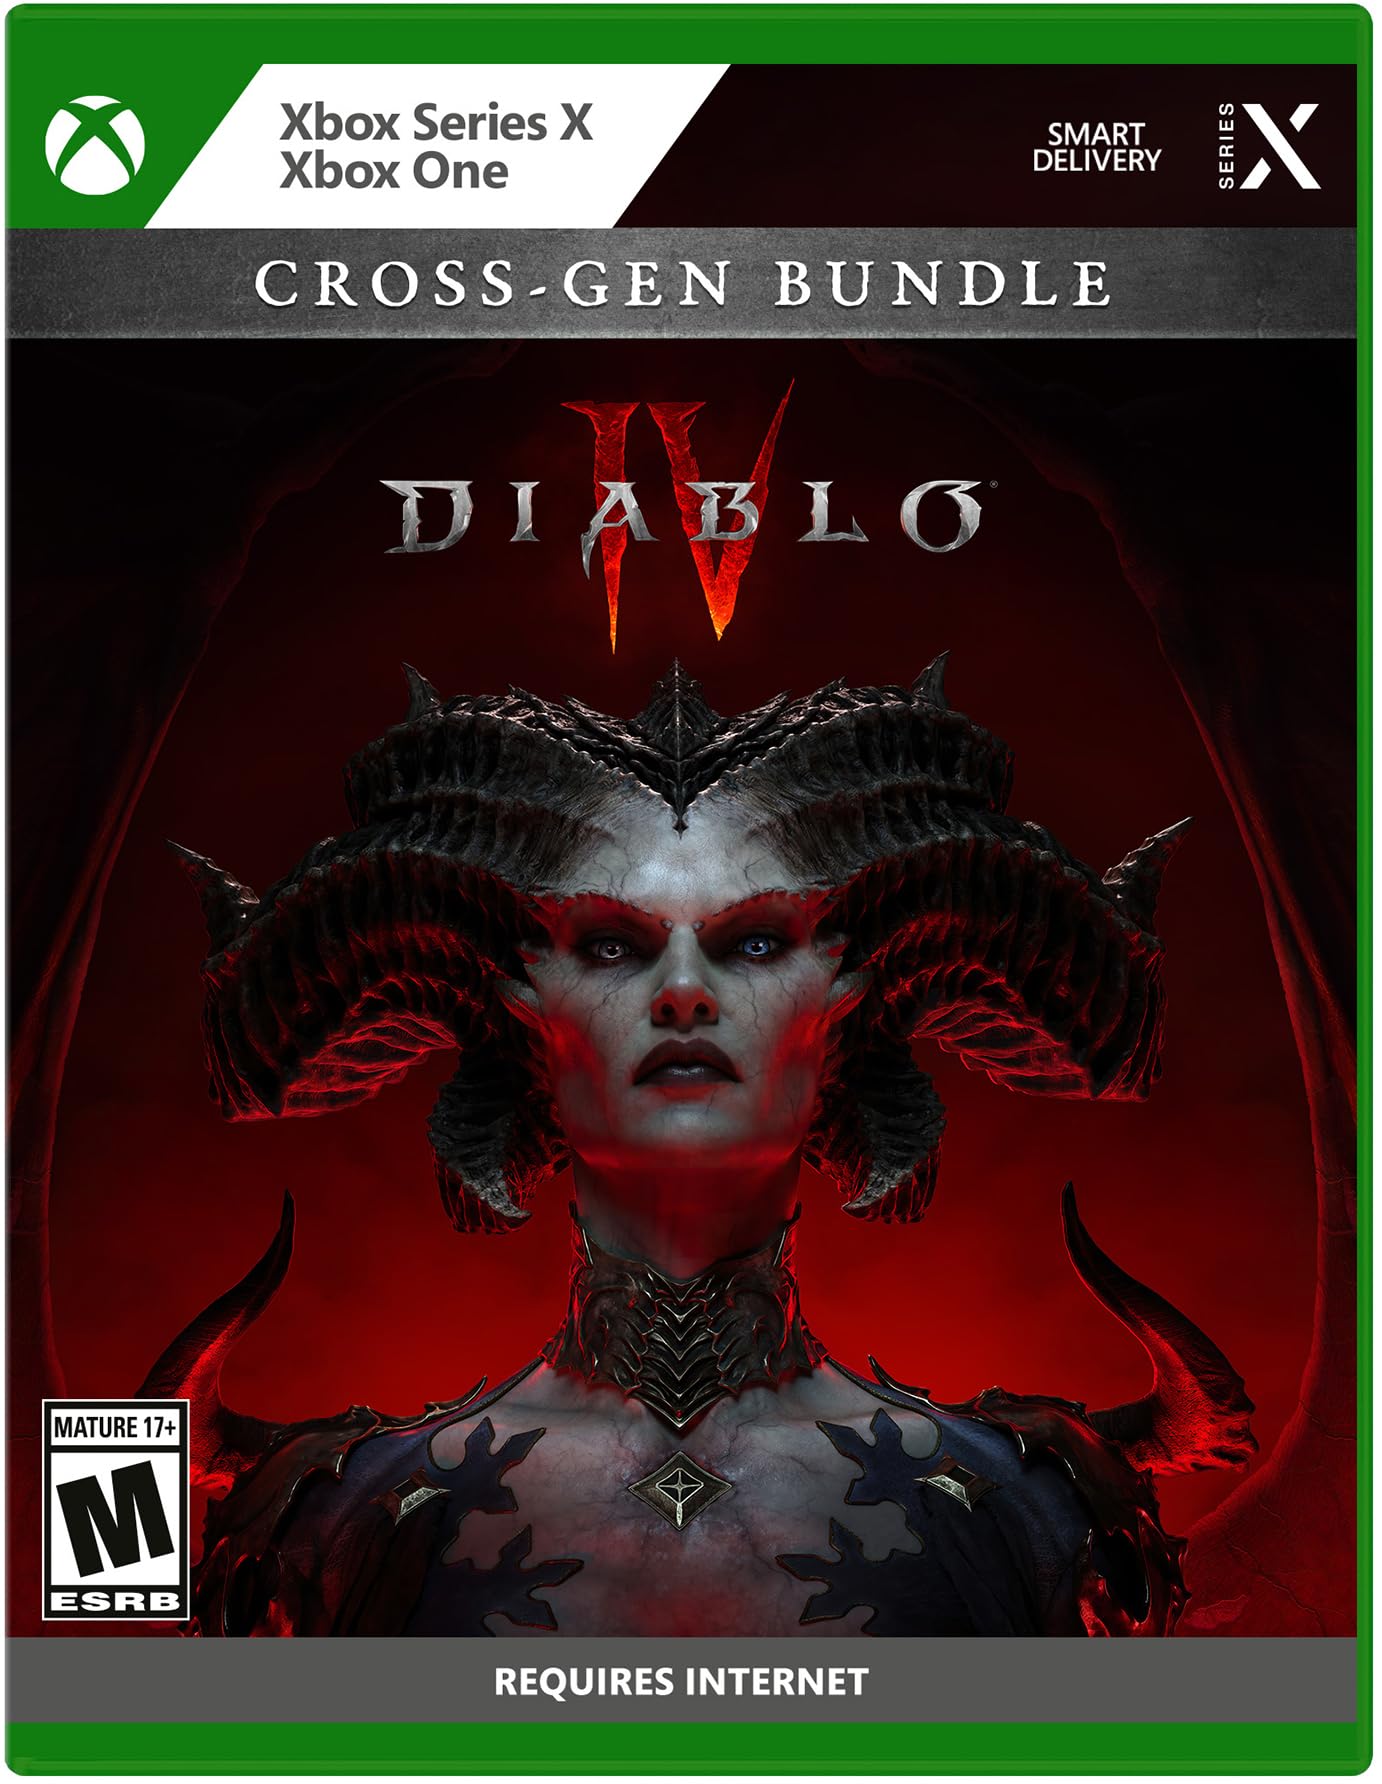 Xbox Series X
Xbox One
SMART
DELIVERY
SERIES
X
CROSS-GEN BUNDLE
IV
DIABLO®
MATURE 17+
M
ESRB
REQUIRES INTERNET